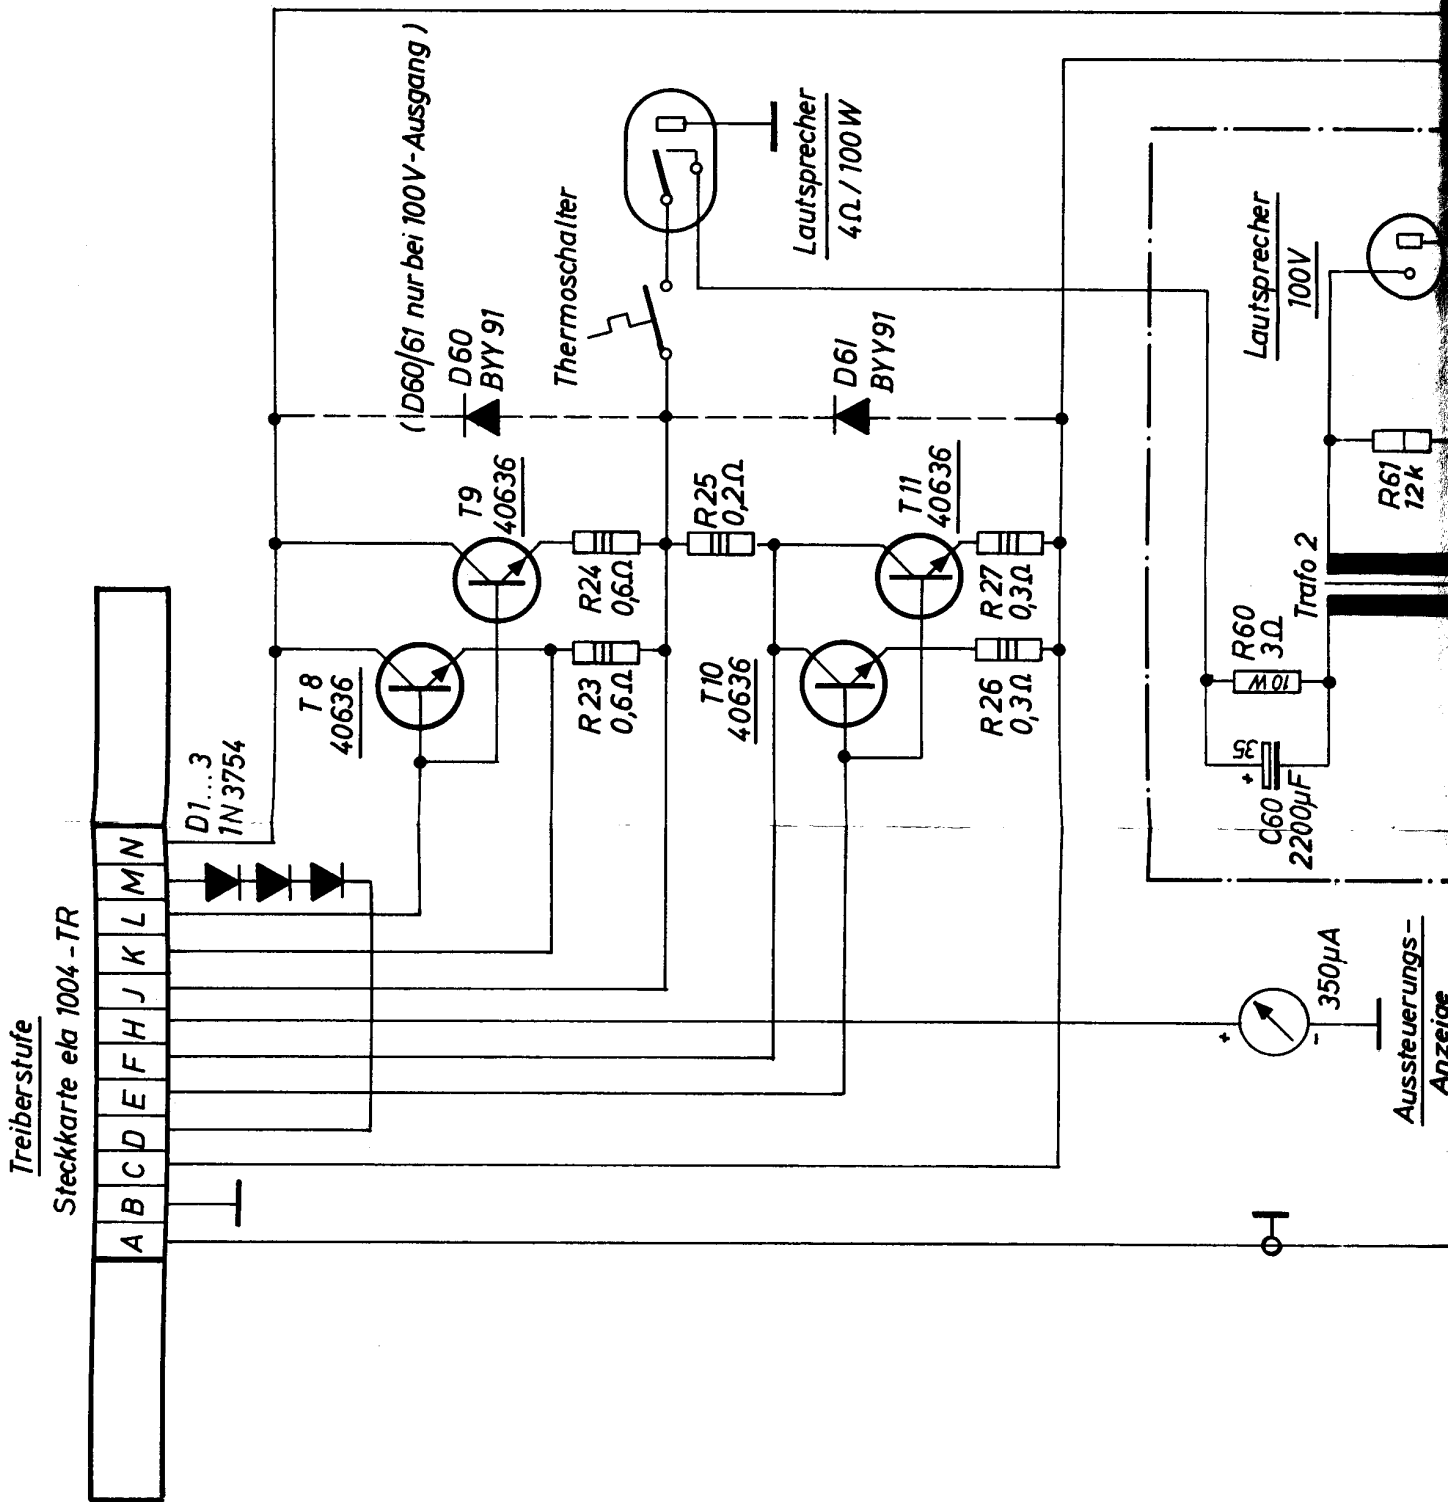 Treiberstufe
Steckkarte ela 1004-TR
A B C D E F H J K L M N
D1...3
1N3754
T8
40636
T9
40636
(D60/61 nur bei 100V-Ausgang)
D60
BYY 91
Thermoschalter
R23
0,6Ω
R24
0,6Ω
R25
0,2Ω
T10
40636
T11
40636
D61
BYY91
Lautsprecher
4Ω/100W
R26
0,3Ω
R27
0,3Ω
+
35
C60
2200µF
10W
R60
3Ω
Trafo 2
Lautsprecher
100V
R61
12k
+
-
350µA
Aussteuerungs-
Anzeige